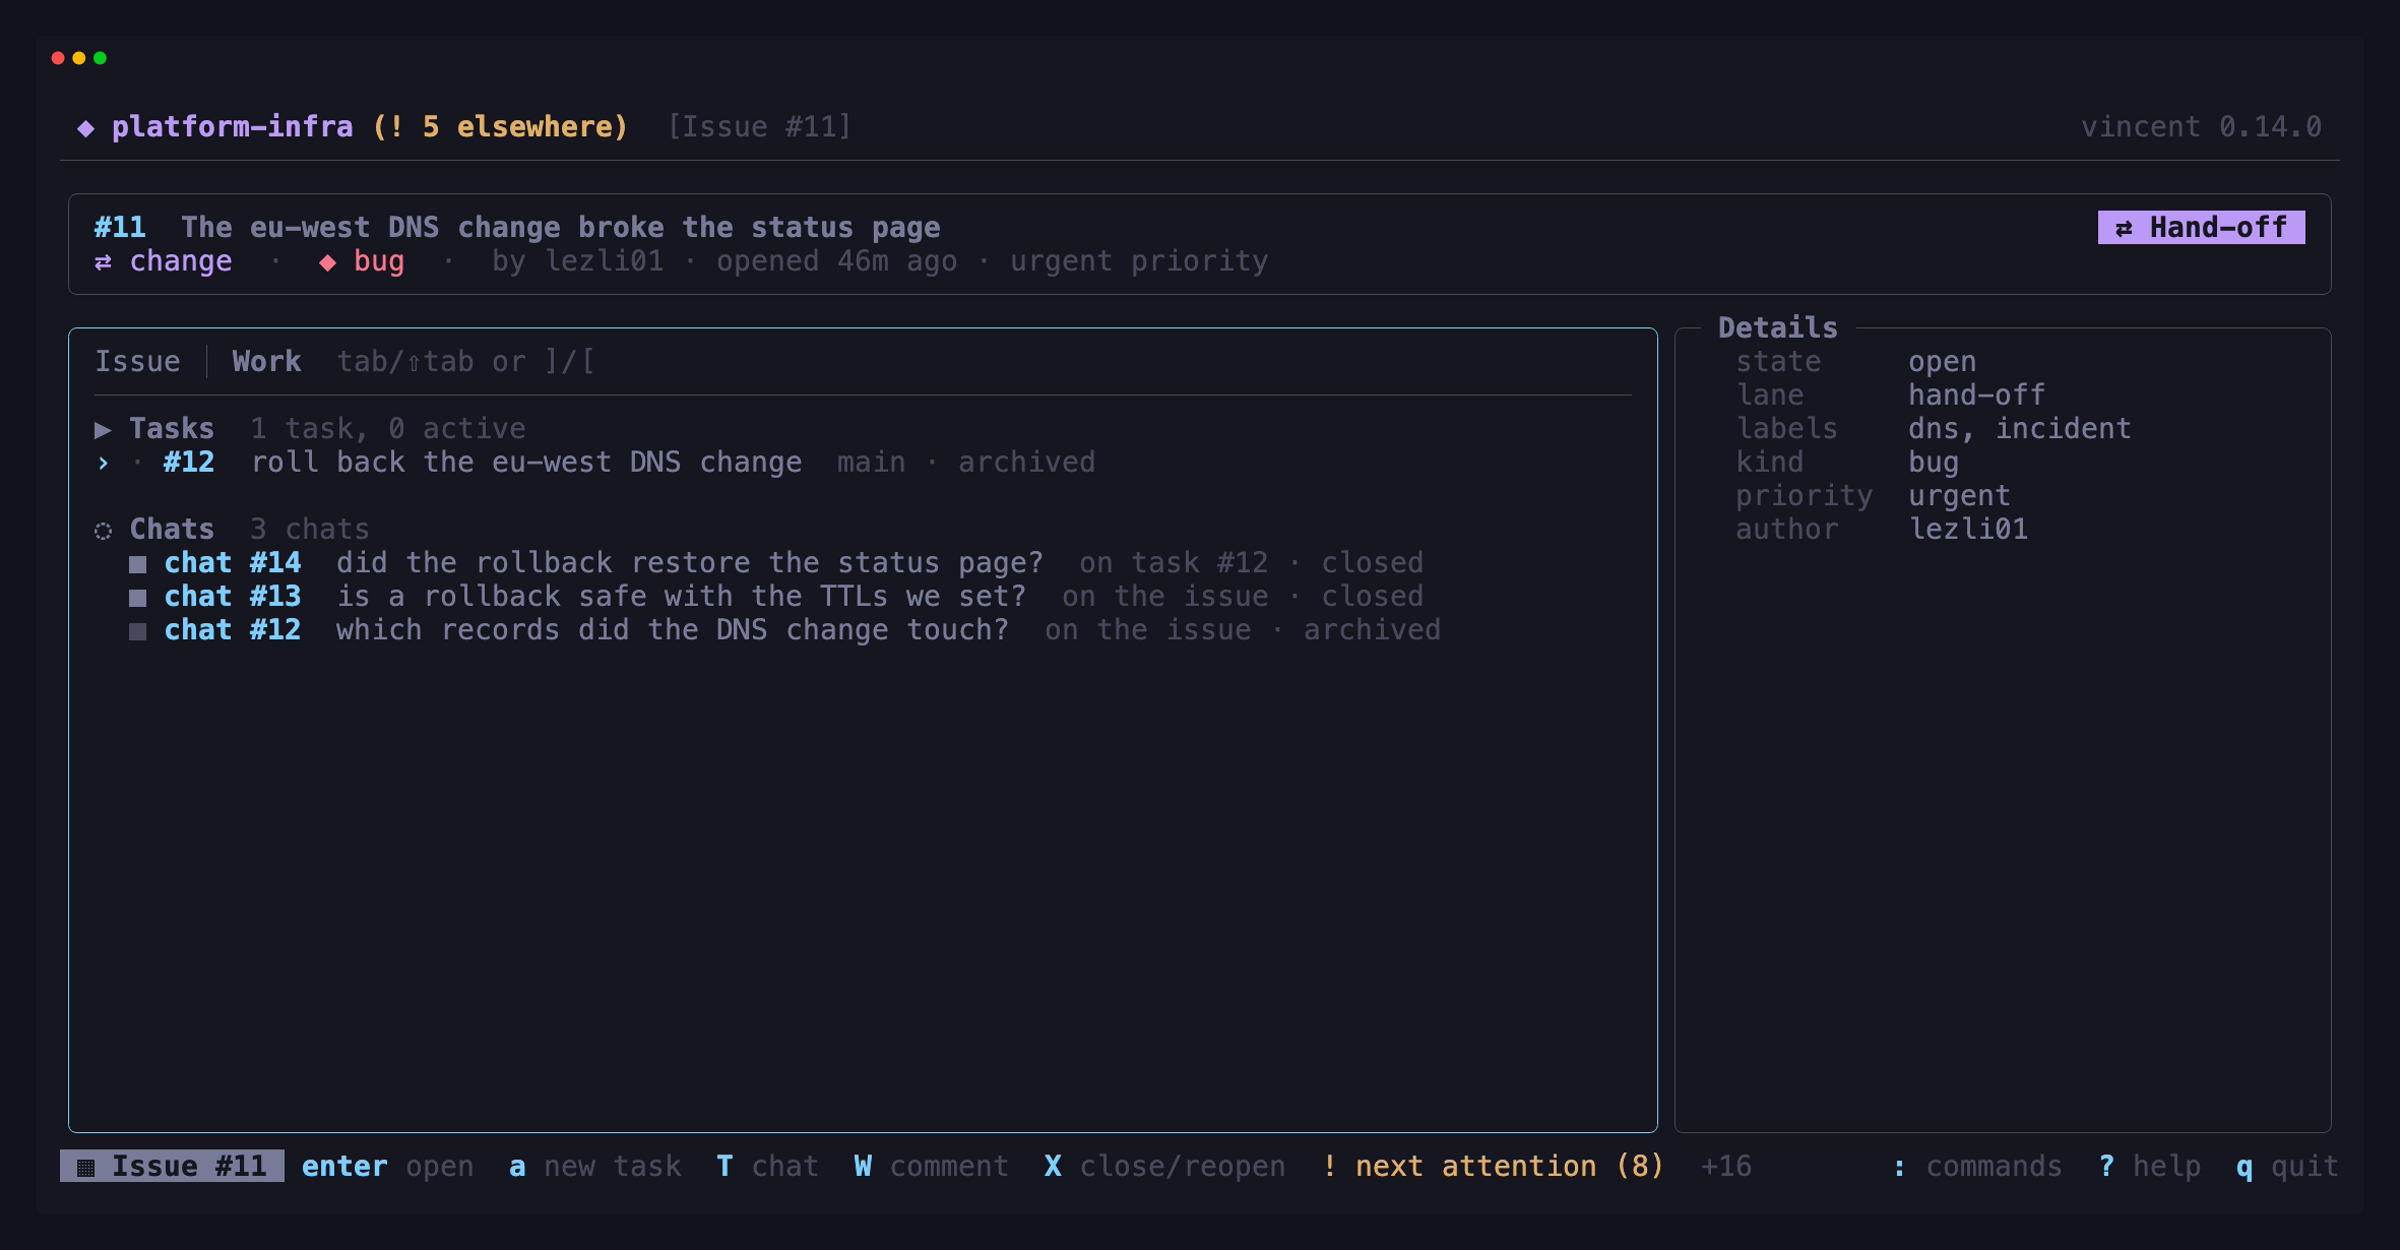 ◆ platform-infra (! 5 elsewhere) [Issue #11] vincent 0.14.0
#11 The eu-west DNS change broke the status page ⇄ Hand-off
⇄ change · ◆ bug · by lezli01 · opened 46m ago · urgent priority
Issue │ Work tab/⇧tab or ]/[
▶ Tasks 1 task, 0 active
› · #12 roll back the eu-west DNS change main · archived
◌ Chats 3 chats
■ chat #14 did the rollback restore the status page? on task #12 · closed
■ chat #13 is a rollback safe with the TTLs we set? on the issue · closed
■ chat #12 which records did the DNS change touch? on the issue · archived
Details
state open
lane hand-off
labels dns, incident
kind bug
priority urgent
author lezli01
▦ Issue #11 enter open a new task T chat W comment X close/reopen ! next attention (8) +16 : commands ? help q quit